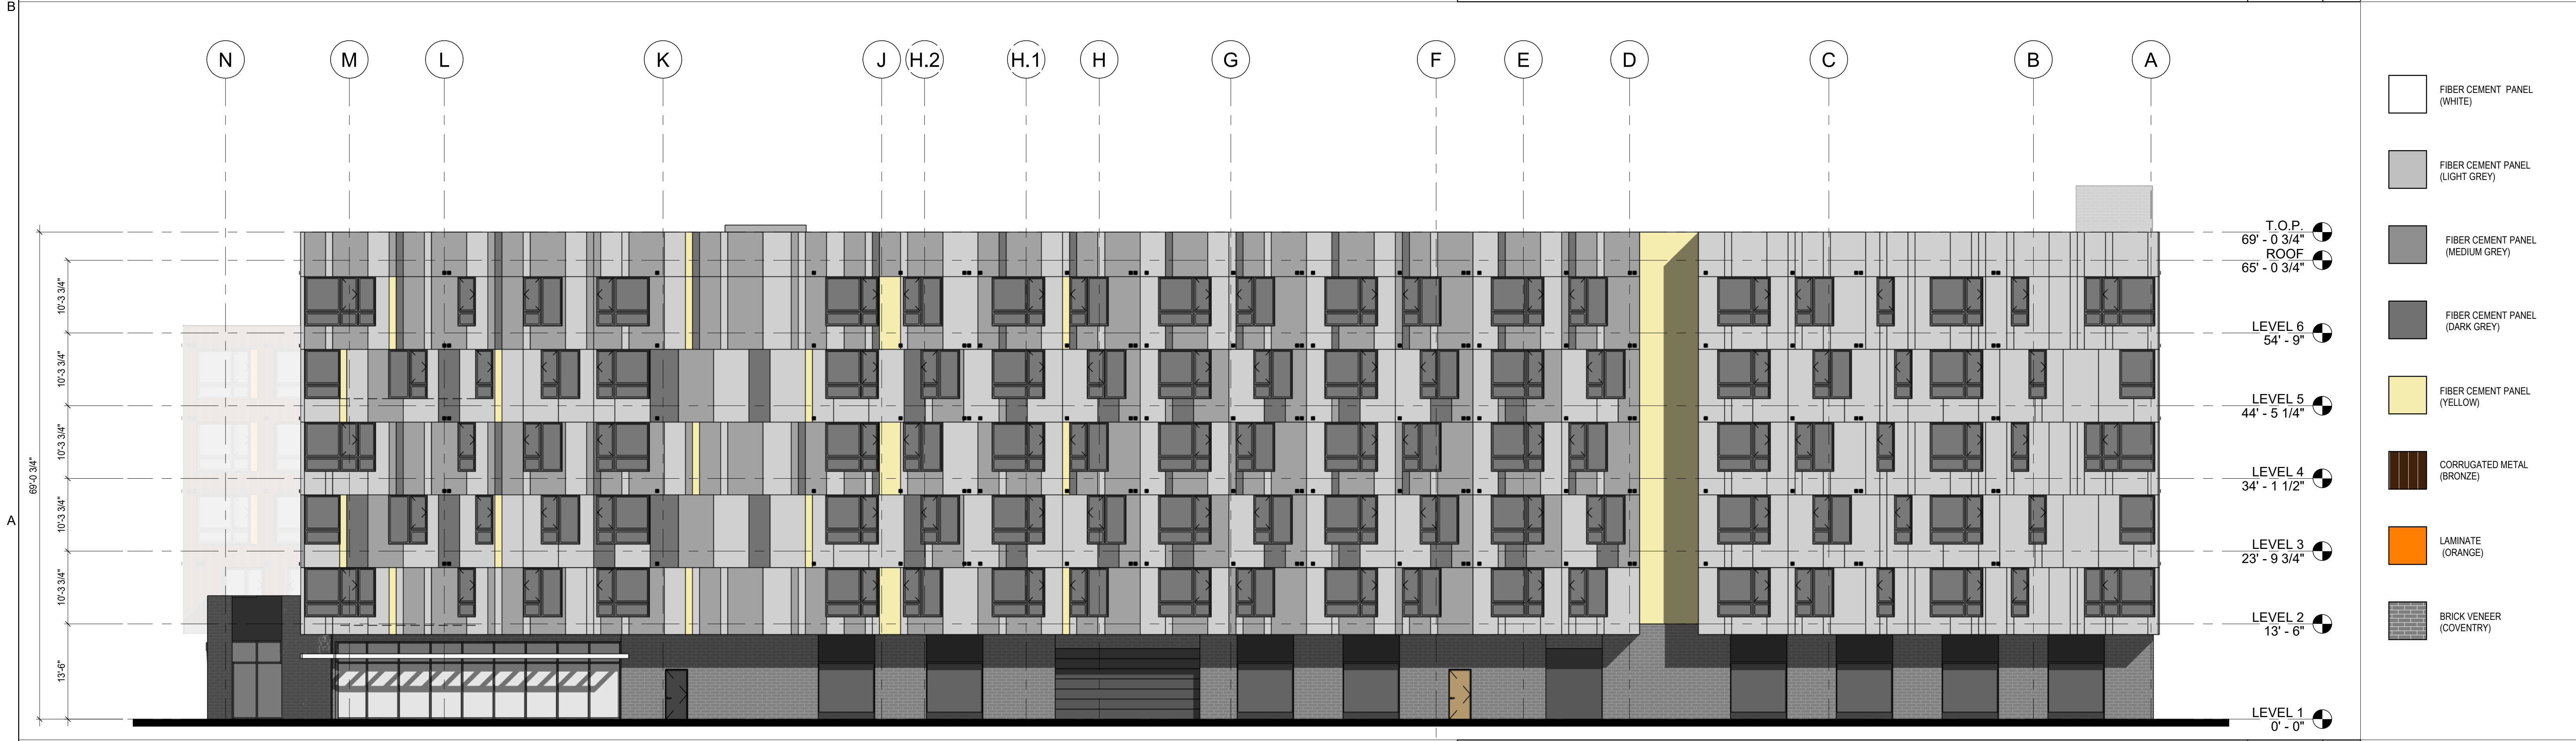 B
N
M
L
K
J
H.2
H.1
H
G
F
E
D
C
B
A
FIBER CEMENT PANEL
(WHITE)
FIBER CEMENT PANEL
(LIGHT GREY)
FIBER CEMENT PANEL
(MEDIUM GREY)
FIBER CEMENT PANEL
(DARK GREY)
FIBER CEMENT PANEL
(YELLOW)
CORRUGATED METAL
(BRONZE)
LAMINATE
(ORANGE)
BRICK VENEER
(COVENTRY)
T.O.P.
69' - 0 3/4"
ROOF
65' - 0 3/4"
LEVEL 6
54' - 9"
LEVEL 5
44' - 5 1/4"
LEVEL 4
34' - 1 1/2"
LEVEL 3
23' - 9 3/4"
LEVEL 2
13' - 6"
LEVEL 1
0' - 0"
69'-0 3/4"
10'-3 3/4"
10'-3 3/4"
10'-3 3/4"
10'-3 3/4"
10'-3 3/4"
13'-6"
A